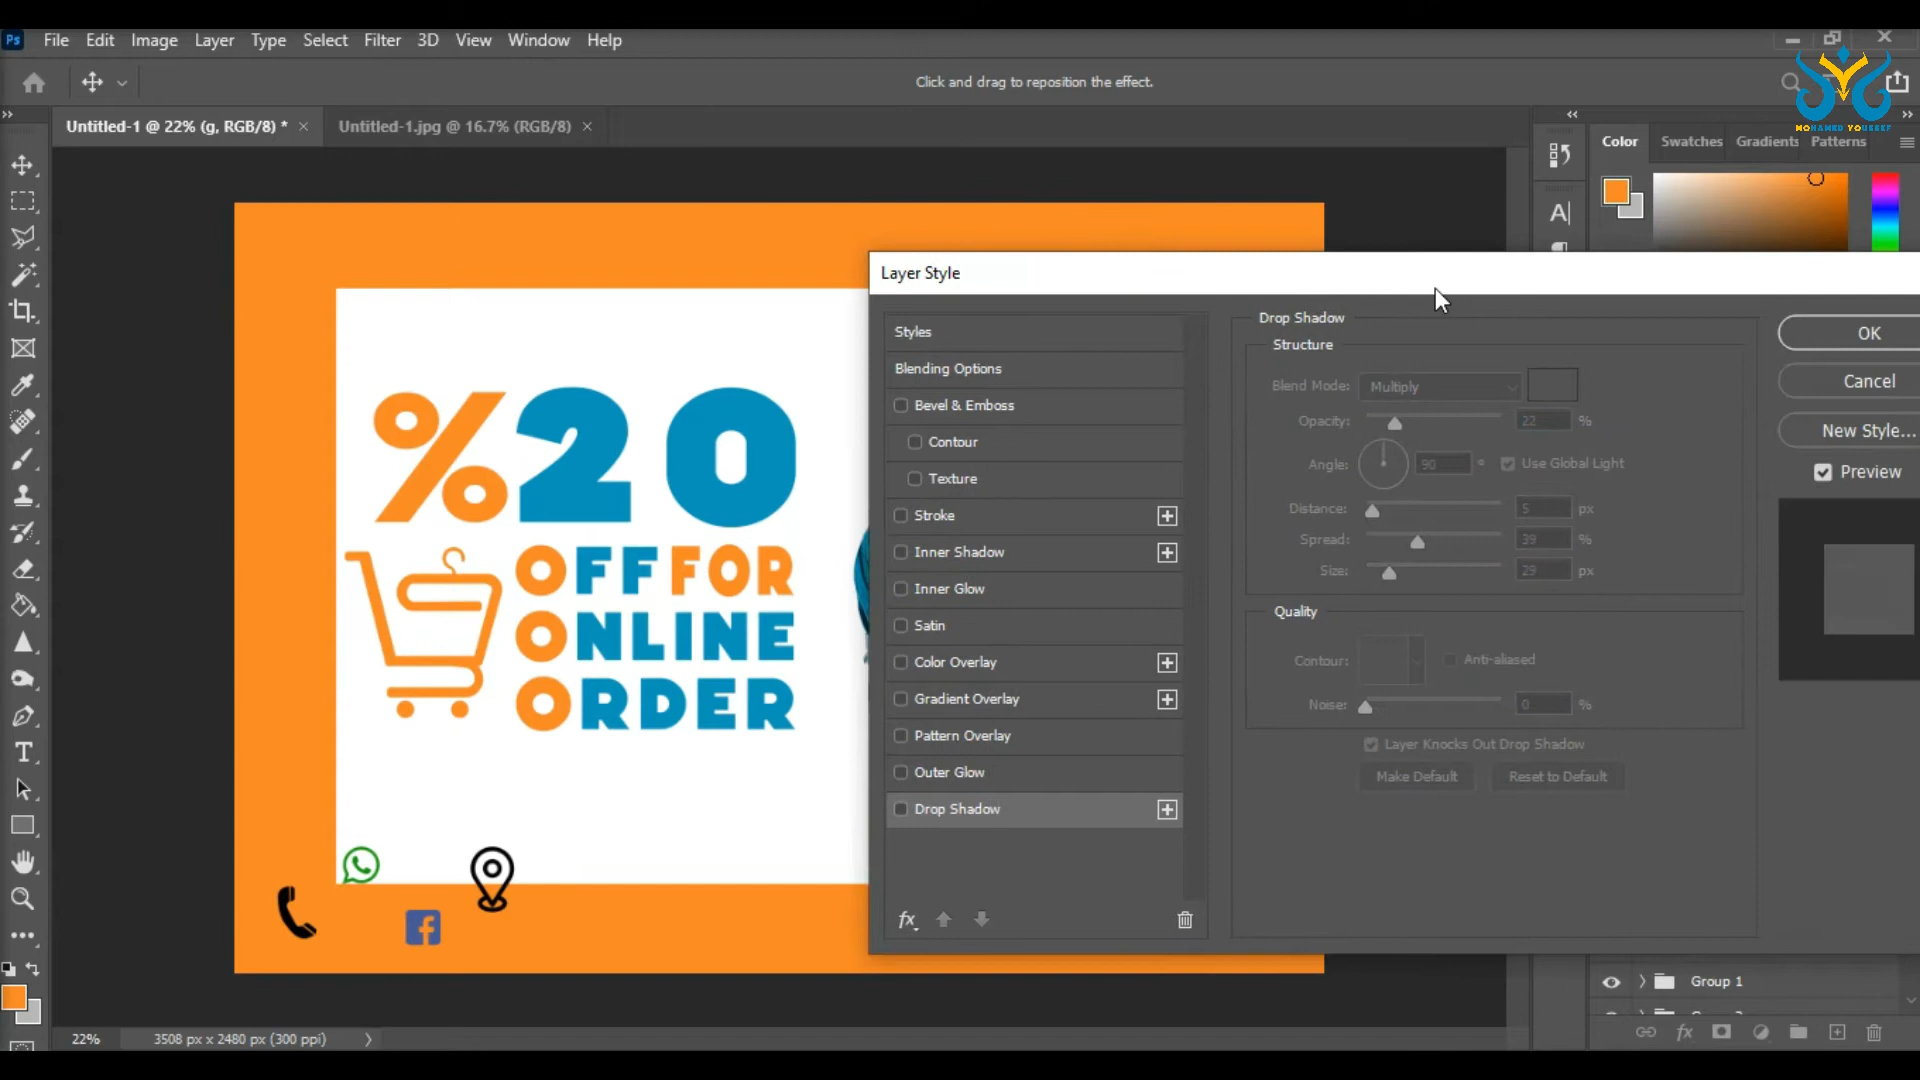 Ps File Edit Image Layer Type Select Filter 3D View Window Help
Click and drag to reposition the effect.
MOHAMED YOUSSEF
Untitled-1 @ 22% (g, RGB/8) *
Untitled-1.jpg @ 16.7% (RGB/8)
Color Swatches Gradients Patterns
Layer Style
Styles
Blending Options
Bevel & Emboss
Contour
Texture
Stroke
Inner Shadow
Inner Glow
Satin
Color Overlay
Gradient Overlay
Pattern Overlay
Outer Glow
Drop Shadow
fx
Drop Shadow
Structure
Blend Mode: Multiply
Opacity: 22 %
Angle: 90 ° Use Global Light
Distance: 5 px
Spread: 39 %
Size: 29 px
Quality
Contour: Anti-aliased
Noise: 0 %
Layer Knocks Out Drop Shadow
Make Default Reset to Default
OK
Cancel
New Style...
Preview
%20
OFFFOR
ONLINE
ORDER
Group 1
fx
22% 3508 px x 2480 px (300 ppi)